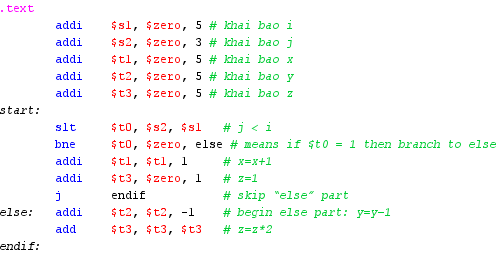 .text
addi $s1, $zero, 5 # khai bao i
addi $s2, $zero, 3 # khai bao j
addi $t1, $zero, 5 # khai bao x
addi $t2, $zero, 5 # khai bao y
addi $t3, $zero, 5 # khai bao z
start:
slt $t0, $s2, $s1 # j < i
bne $t0, $zero, else # means if $t0 = 1 then branch to else
addi $t1, $t1, 1 # x=x+1
addi $t3, $zero, 1 # z=1
j endif # skip “else” part
else: addi $t2, $t2, -1 # begin else part: y=y-1
add $t3, $t3, $t3 # z=z*2
endif: